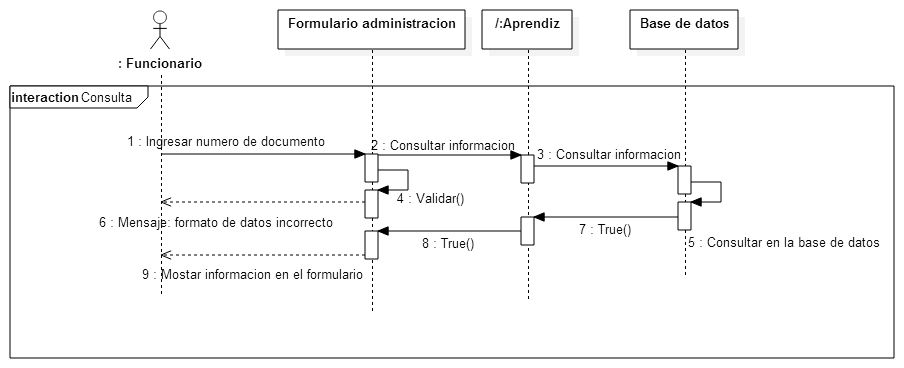 Formulario administracion
/:Aprendiz
Base de datos
: Funcionario
interaction Consulta
1 : Ingresar numero de documento
2 : Consultar informacion
3 : Consultar informacion
4 : Validar()
6 : Mensaje: formato de datos incorrecto
7 : True()
8 : True()
5 : Consultar en la base de datos
9 : Mostar informacion en el formulario